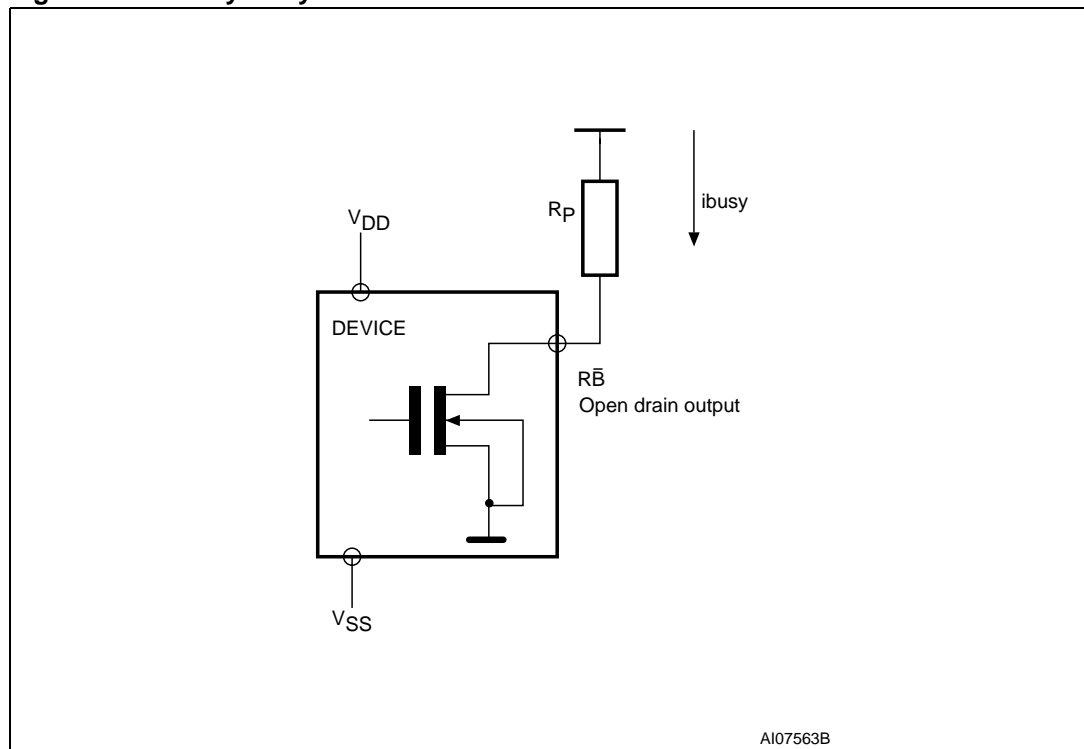 RP
ibusy
VDD
DEVICE
RB̄
Open drain output
VSS
AI07563B